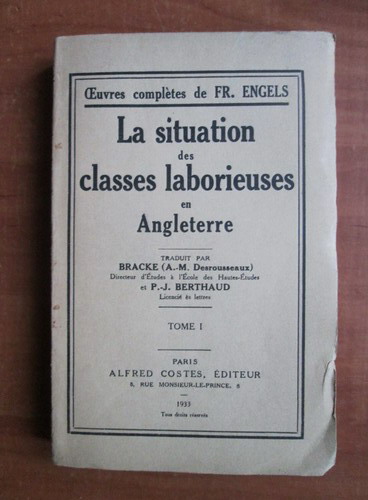 Œuvres complètes de FR. ENGELS
La situation
des
classes laborieuses
en
Angleterre
TRADUIT PAR
BRACKE (A.-M. Desrousseaux)
Directeur d'Études à l'École des Hautes-Études
et P.-J. BERTHAUD
Licencié ès lettres
TOME I
PARIS
ALFRED COSTES, ÉDITEUR
8, RUE MONSIEUR-LE-PRINCE, 8
—
1933
Tous droits réservés